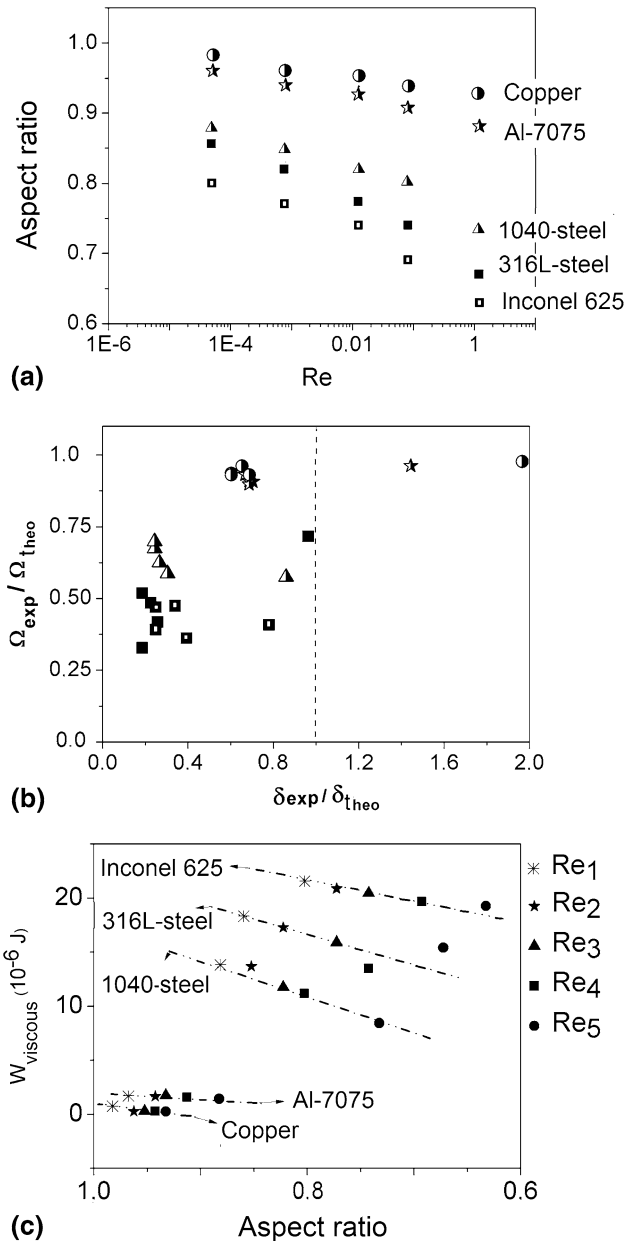 1.0
0.9
0.8
0.7
0.6
Aspect ratio
Copper
Al-7075
1040-steel
316L-steel
Inconel 625
1E-6 1E-4 0.01 1
(a) Re
1.0
0.75
0.50
0.25
0.0
Ωexp / Ωtheo
0.0 0.4 0.8 1.2 1.6 2.0
(b) δexp / δtheo
20
10
0
Wviscous (10-6 J)
Inconel 625
316L-steel
1040-steel
Al-7075
Copper
Re1
Re2
Re3
Re4
Re5
1.0 0.8 0.6
(c) Aspect ratio